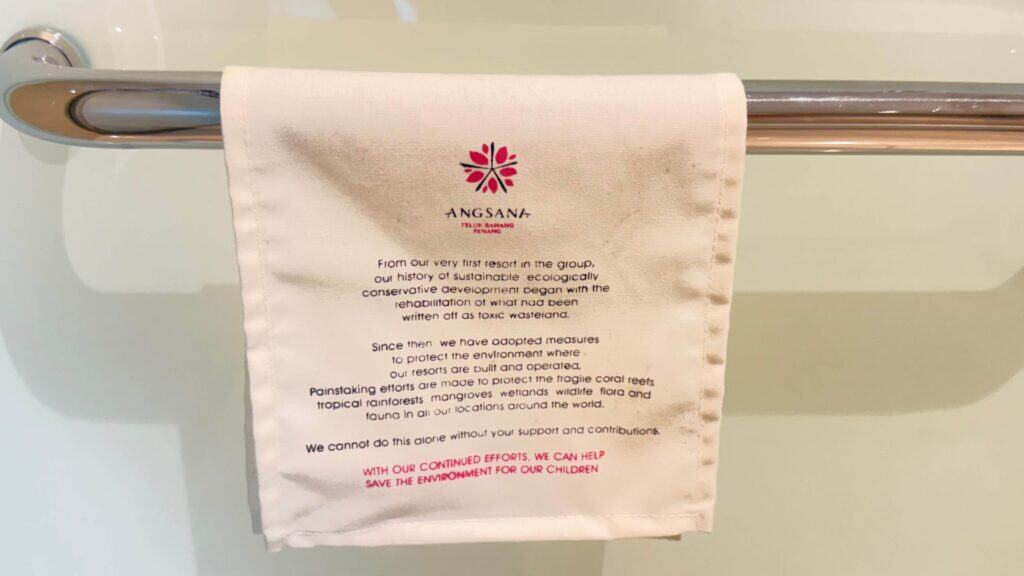 ANGSANA
TELUK BAHANG
PENANG
From our very first resort in the group,
our history of sustainable ecologically
conservative development began with the
rehabilitation of what had been
written off as toxic wasteland.
Since then we have adopted measures
to protect the environment where
our resorts are built and operated.
Painstaking efforts are made to protect the fragile coral reefs
tropical rainforests mangroves wetlands wildlife flora and
fauna in all our locations around the world.
We cannot do this alone without your support and contributions.
WITH OUR CONTINUED EFFORTS, WE CAN HELP
SAVE THE ENVIRONMENT FOR OUR CHILDREN